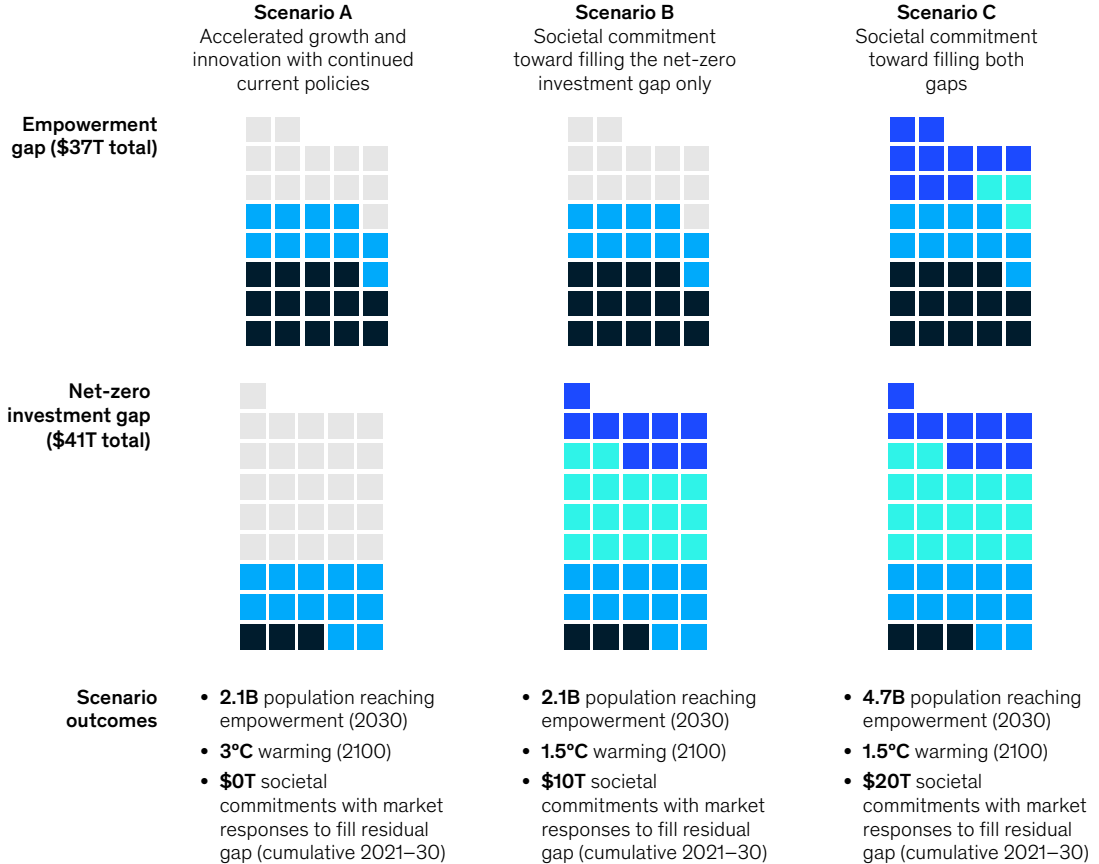 Scenario A
Accelerated growth and
innovation with continued
current policies
Scenario B
Societal commitment
toward filling the net-zero
investment gap only
Scenario C
Societal commitment
toward filling both
gaps
Empowerment
gap ($37T total)
Net-zero
investment gap
($41T total)
Scenario
outcomes
• 2.1B population reaching
empowerment (2030)
• 3°C warming (2100)
• $0T societal
commitments with market
responses to fill residual
gap (cumulative 2021–30)
• 2.1B population reaching
empowerment (2030)
• 1.5°C warming (2100)
• $10T societal
commitments with market
responses to fill residual
gap (cumulative 2021–30)
• 4.7B population reaching
empowerment (2030)
• 1.5°C warming (2100)
• $20T societal
commitments with market
responses to fill residual
gap (cumulative 2021–30)